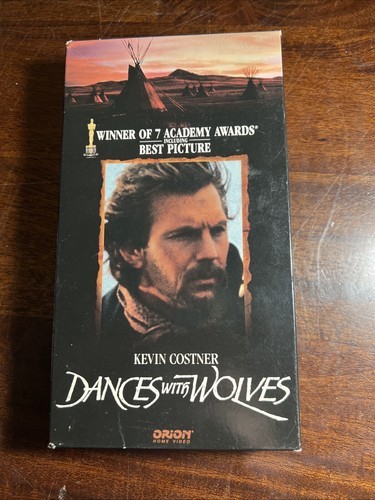 WINNER OF 7 ACADEMY AWARDS®
INCLUDING
BEST PICTURE
KEVIN COSTNER
DANCES WITH WOLVES
ORION
HOME VIDEO